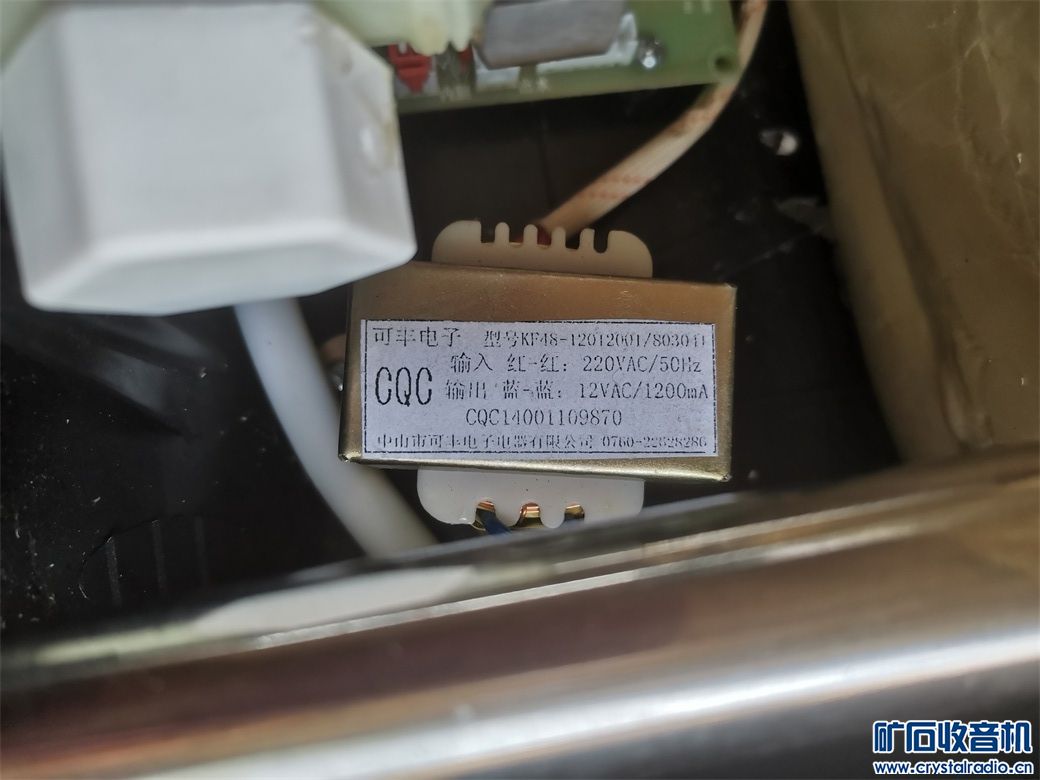 可丰电子 型号KF48-12012001/803041
输入 红-红: 220VAC/50Hz
CQC 输出 蓝-蓝: 12VAC/1200mA
CQC14001109870
中山市可丰电子电器有限公司 0760-22628286
矿石收音机
www.crystalradio.cn